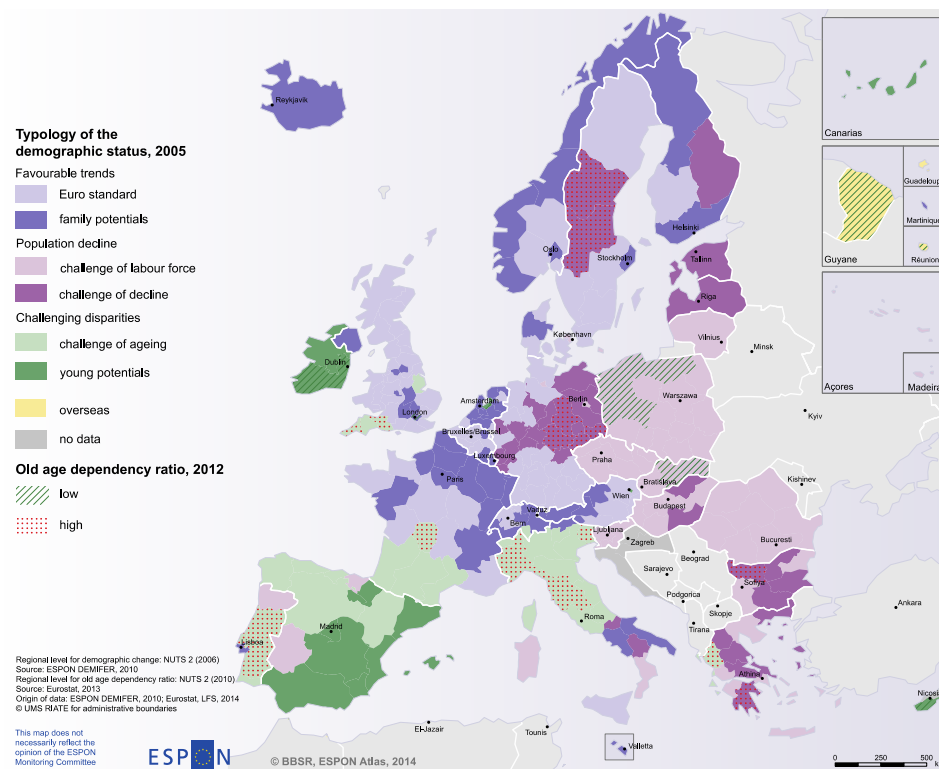 Typology of the
demographic status, 2005
Favourable trends
Euro standard
family potentials
Population decline
challenge of labour force
challenge of decline
Challenging disparities
challenge of ageing
young potentials
overseas
no data
Old age dependency ratio, 2012
low
high
Reykjavik
Oslo
Stockholm
Helsinki
Tallinn
Riga
Vilnius
Minsk
København
Dublin
London
Amsterdam
Berlin
Warszawa
Kyiv
Bruxelles/Brussel
Luxembourg
Praha
Paris
Kishinev
Bratislava
Wien
Budapest
Vaduz
Bern
Ljubljana
Zagreb
Bucuresti
Beograd
Sarajevo
Sofiya
Podgorica
Skopje
Ankara
Tirana
Roma
Madrid
Lisboa
Athina
Nicosia
El-Jazair
Tounis
Valletta
Canarias
Guyane
Guadeloupe
Martinique
Réunion
Açores
Madeira
Regional level for demographic change: NUTS 2 (2006)
Source: ESPON DEMIFER, 2010
Regional level for old age dependency ratio: NUTS 2 (2010)
Source: Eurostat, 2013
Origin of data: ESPON DEMIFER, 2010; Eurostat, LFS, 2014
© UMS RIATE for administrative boundaries
This map does not
necessarily reflect the
opinion of the ESPON
Monitoring Committee
ESPON
© BBSR, ESPON Atlas, 2014
0 250 500
k